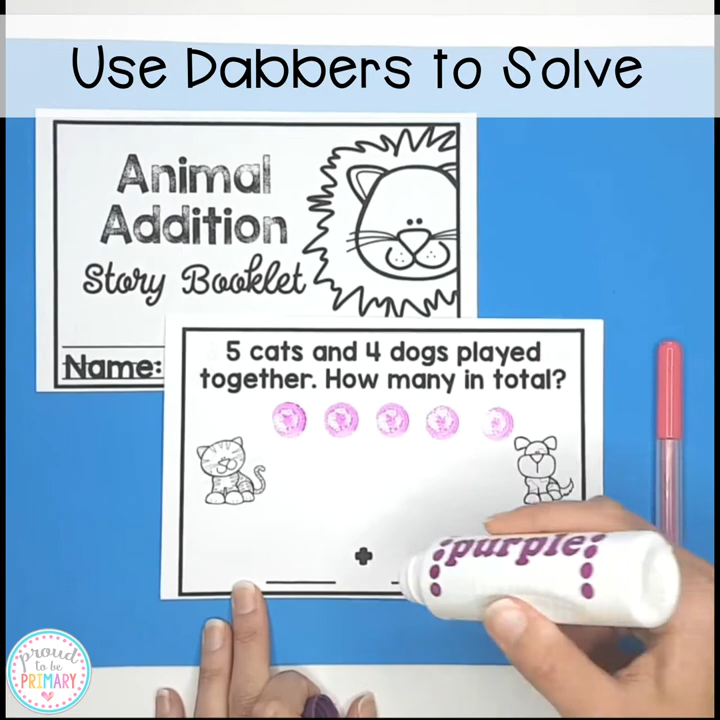 Use Dabbers to Solve
Animal
Addition
Story Booklet
Name:
5 cats and 4 dogs played
together. How many in total?
+
purple
proud
to be
PRIMARY